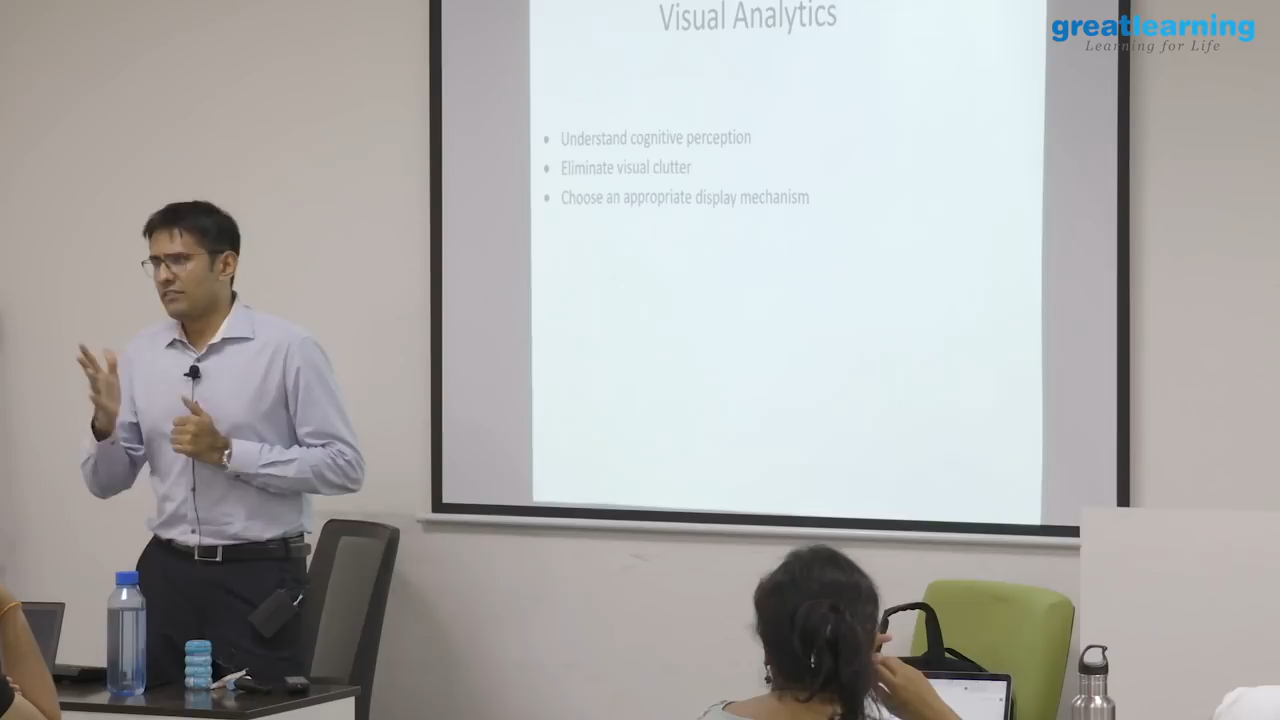 Visual Analytics
greatlearning
Learning for Life
• Understand cognitive perception
• Eliminate visual clutter
• Choose an appropriate display mechanism